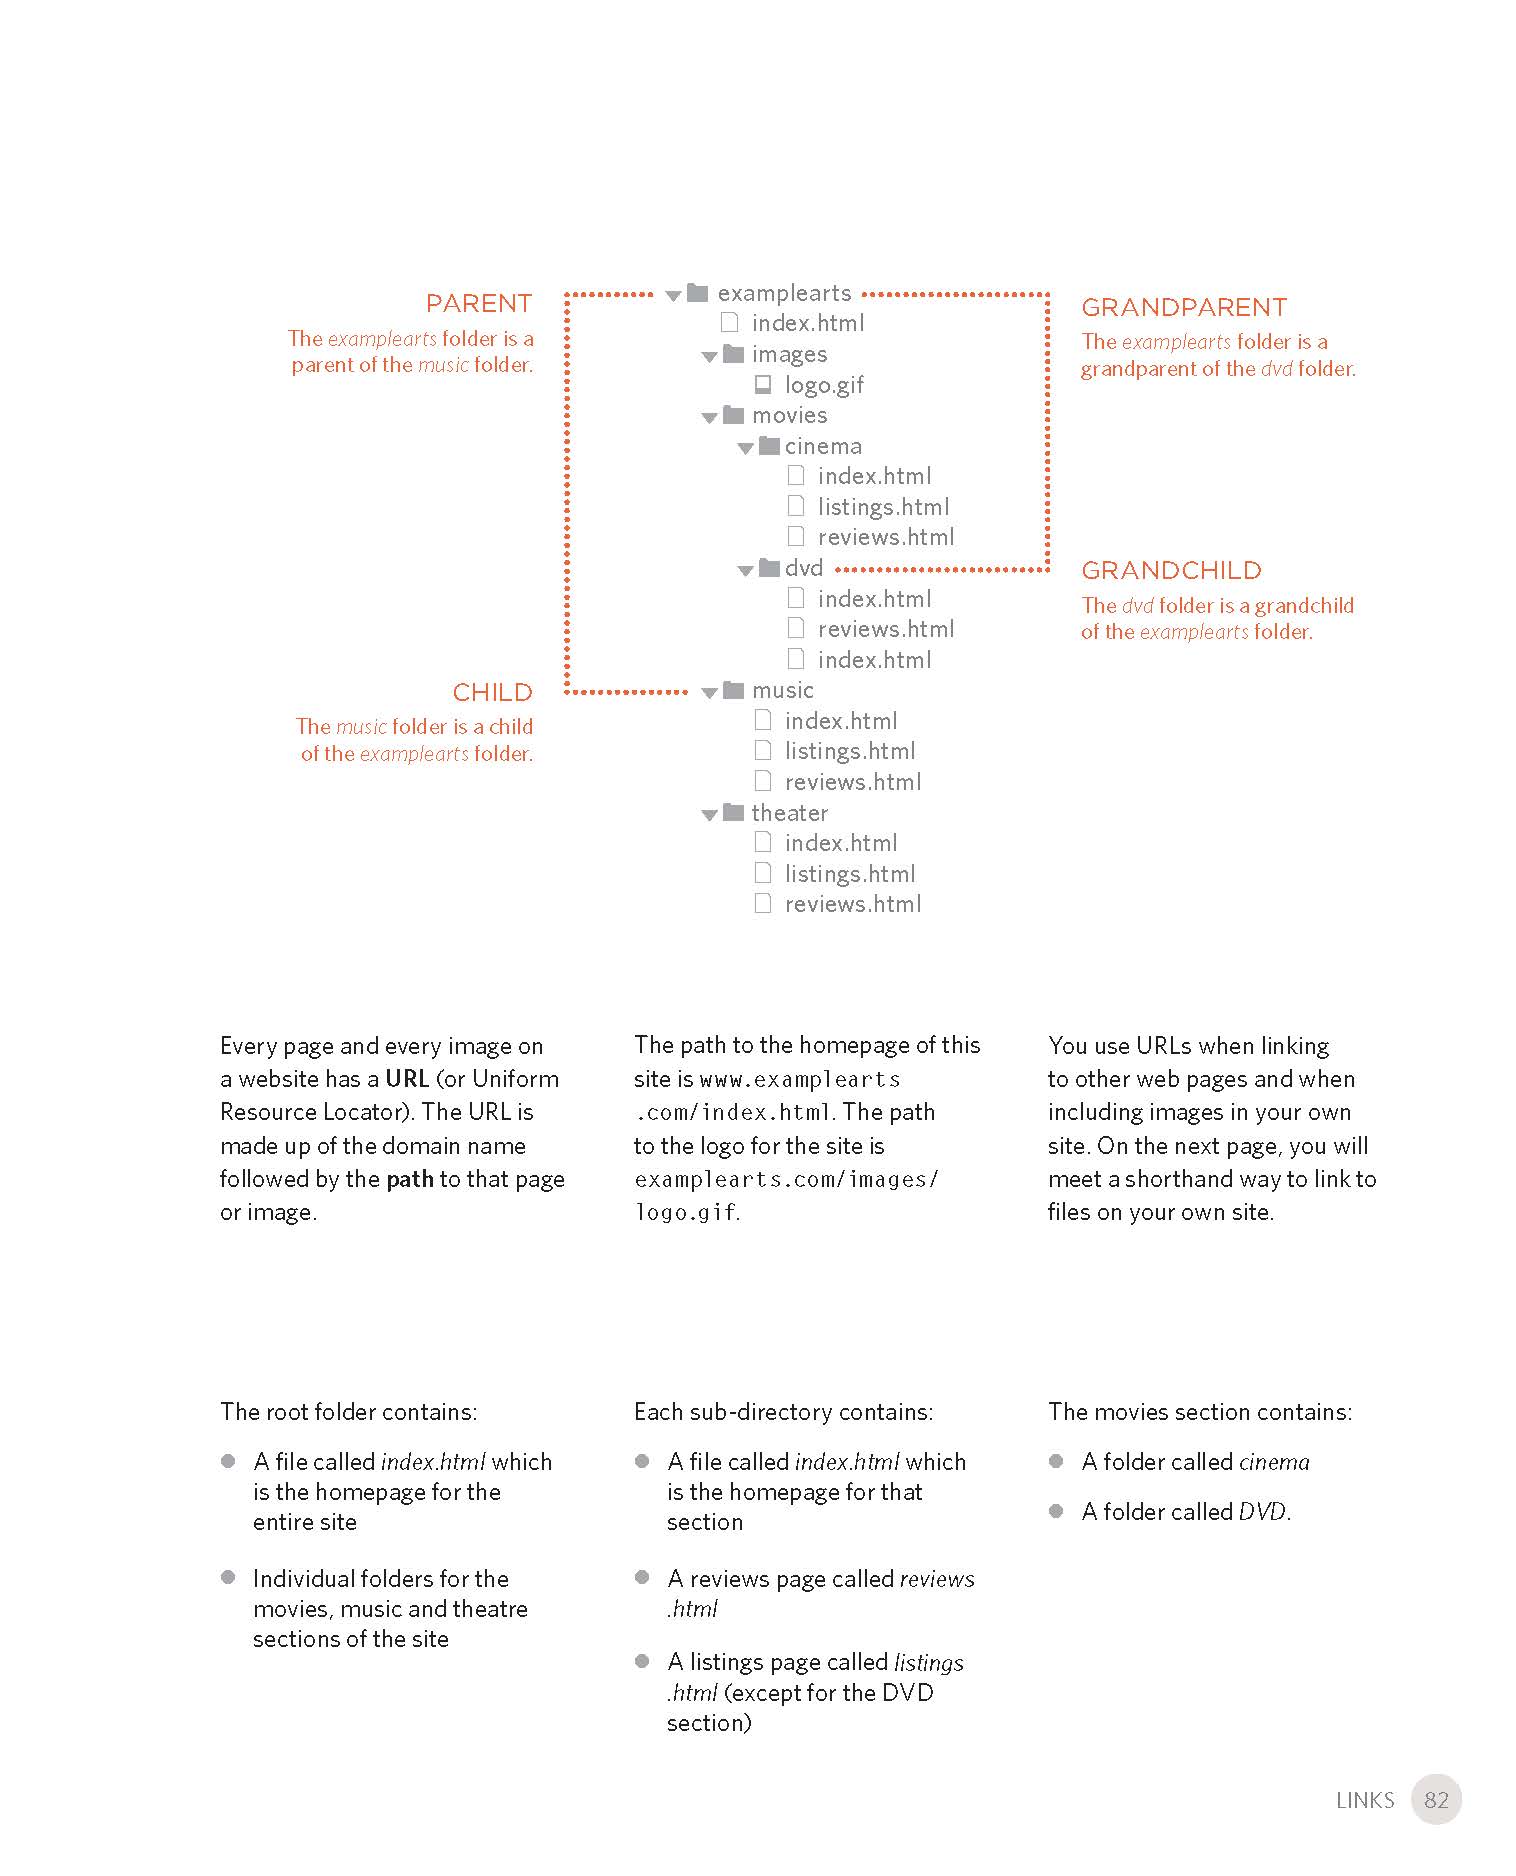 PARENT
The examplearts folder is a
parent of the music folder.
examplearts
index.html
images
logo.gif
movies
cinema
index.html
listings.html
reviews.html
dvd
index.html
reviews.html
index.html
music
index.html
listings.html
reviews.html
theater
index.html
listings.html
reviews.html
GRANDPARENT
The examplearts folder is a
grandparent of the dvd folder.
GRANDCHILD
The dvd folder is a grandchild
of the examplearts folder.
CHILD
The music folder is a child
of the examplearts folder.
Every page and every image on
a website has a URL (or Uniform
Resource Locator). The URL is
made up of the domain name
followed by the path to that page
or image.
The path to the homepage of this
site is www.examplearts
.com/index.html. The path
to the logo for the site is
examplearts.com/images/
logo.gif.
You use URLs when linking
to other web pages and when
including images in your own
site. On the next page, you will
meet a shorthand way to link to
files on your own site.
The root folder contains:
A file called index.html which
is the homepage for the
entire site
Individual folders for the
movies, music and theatre
sections of the site
Each sub-directory contains:
A file called index.html which
is the homepage for that
section
A reviews page called reviews
.html
A listings page called listings
.html (except for the DVD
section)
The movies section contains:
A folder called cinema
A folder called DVD.
LINKS 82